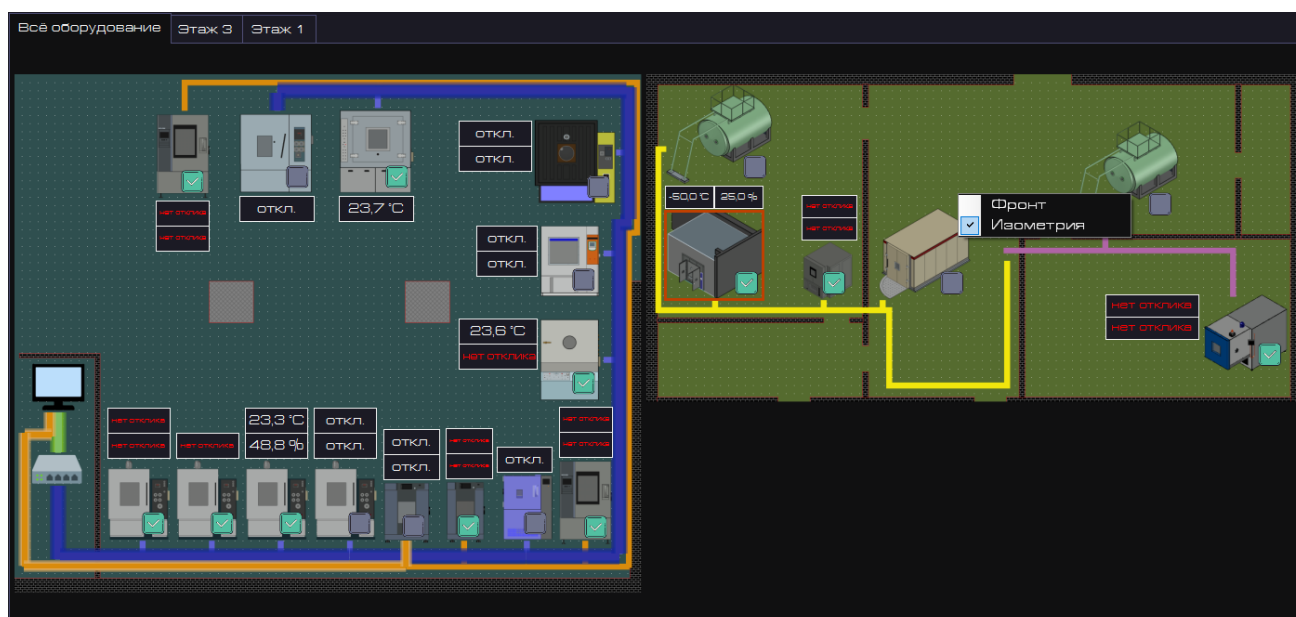 Всё оборудование
Этаж 3
Этаж 1
нет отклика
нет отклика
откл.
23,7 °C
откл.
откл.
откл.
откл.
23,6 °C
нет отклика
нет отклика
нет отклика
нет отклика
23,3 °C
48,8 %
откл.
откл.
откл.
откл.
нет отклика
нет отклика
откл.
нет отклика
нет отклика
-50,0 °C
25,0 %
нет отклика
нет отклика
Фронт
Изометрия
нет отклика
нет отклика